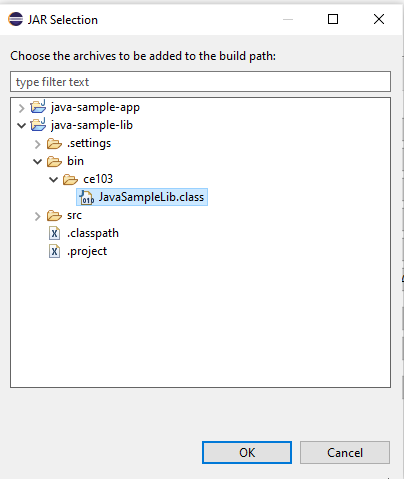 JAR Selection
Choose the archives to be added to the build path:
type filter text
java-sample-app
java-sample-lib
.settings
bin
ce103
JavaSampleLib.class
src
.classpath
.project
OK
Cancel